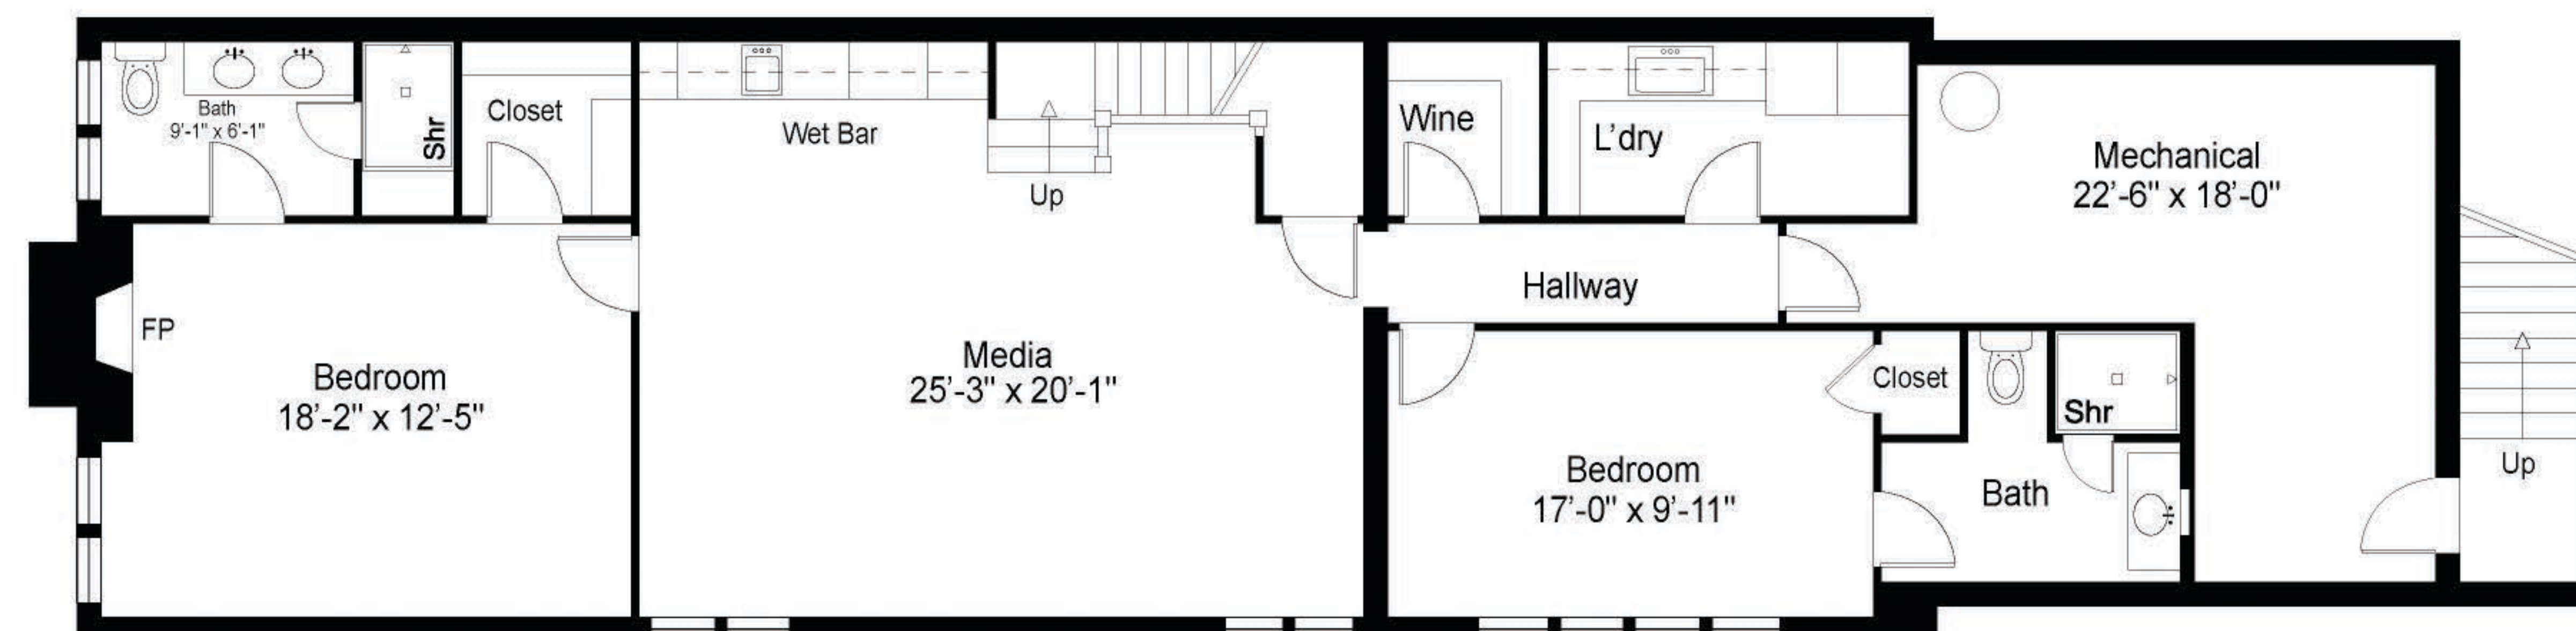 Bath
9'-1" x 6'-1"
Shr
Closet
Wet Bar
Up
Wine
L'dry
Mechanical
22'-6" x 18'-0"
Hallway
FP
Bedroom
18'-2" x 12'-5"
Media
25'-3" x 20'-1"
Closet
Shr
Bedroom
17'-0" x 9'-11"
Bath
Up